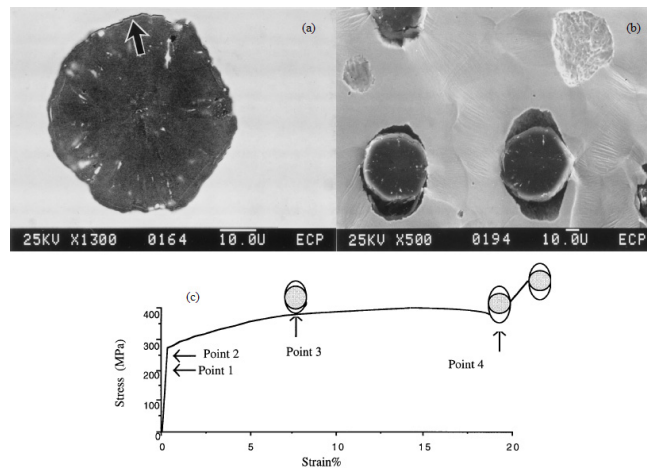 (a)
(b)
25KV X1300 0164 10.0U ECP
25KV X500 0194 10.0U ECP
(c)
400
300
200
100
0
Stress (MPa)
Point 2
Point 1
Point 3
Point 4
0 5 10 15 20
Strain%